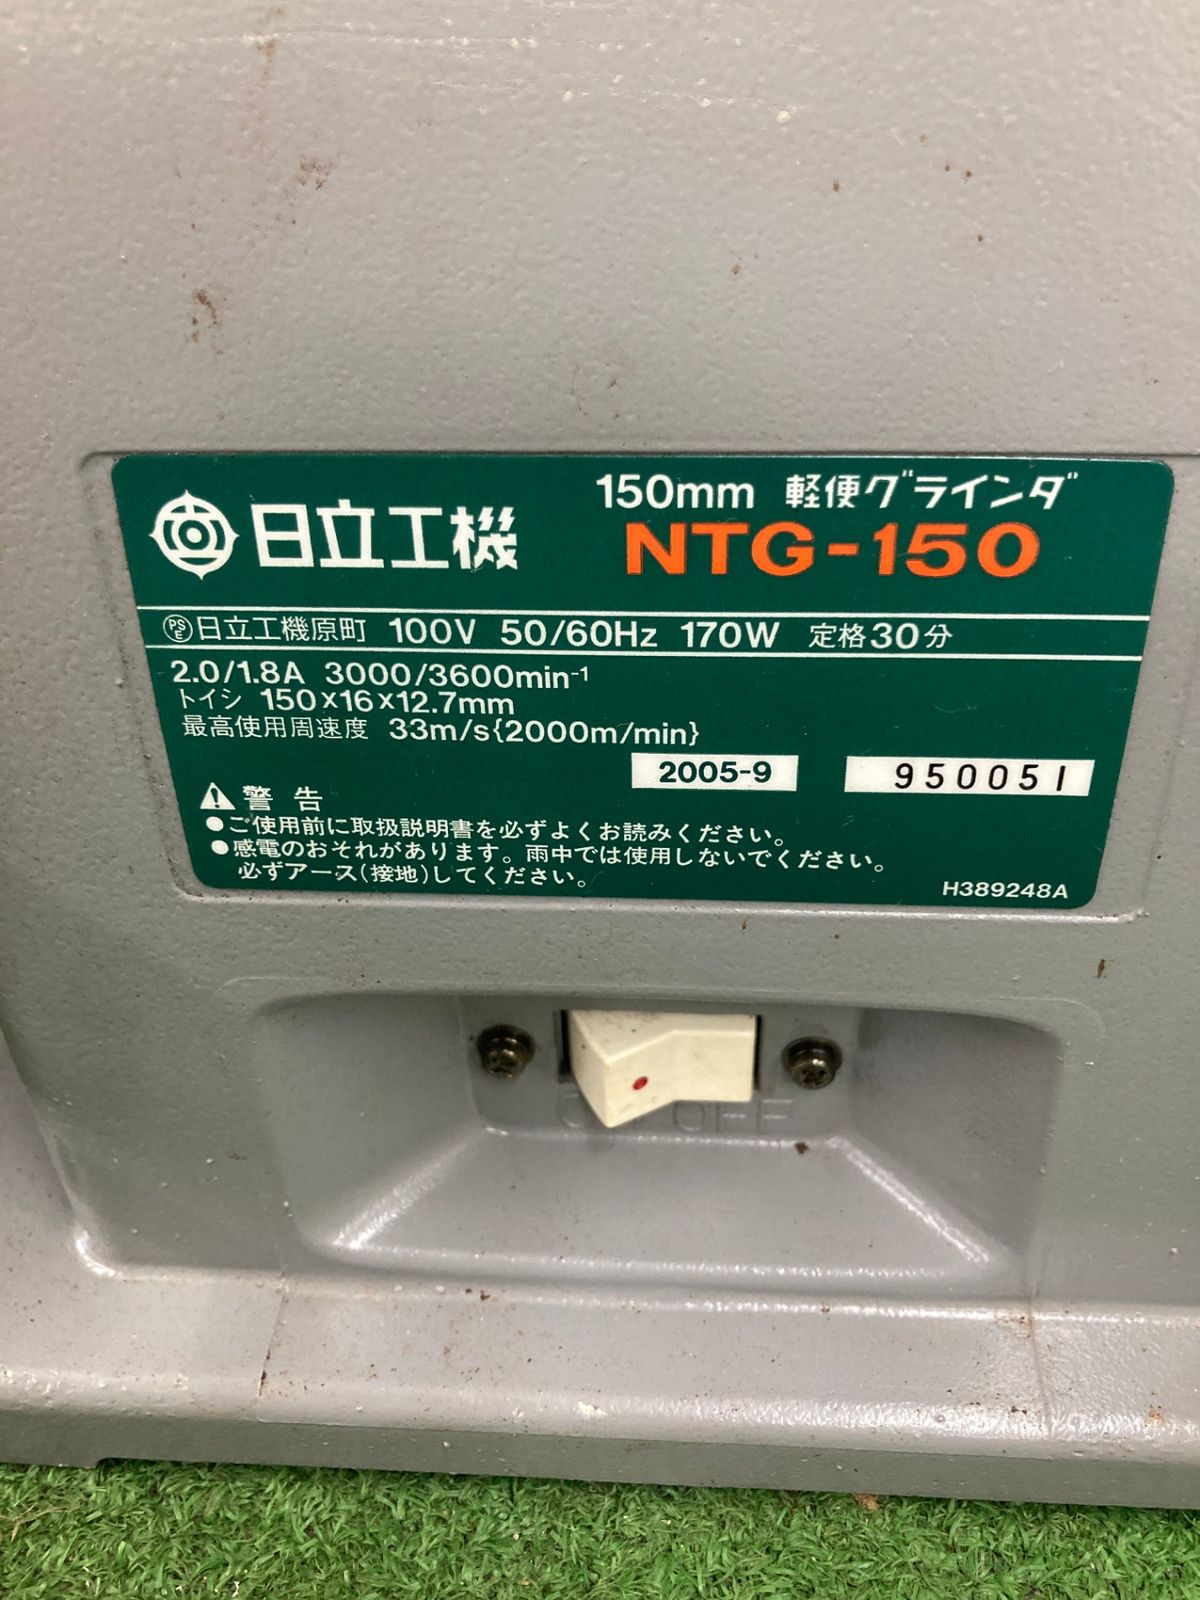 日立工機
150mm 軽便グラインダ
NTG-150
PSE 日立工機原町 100V 50/60Hz 170W 定格30分
2.0/1.8A 3000/3600min⁻¹
トイシ 150×16×12.7mm
最高使用周速度 33m/s{2000m/min}
2005-9 950051
警告
●ご使用前に取扱説明書を必ずよくお読みください。
●感電のおそれがあります。雨中では使用しないでください。
必ずアース(接地)してください。
H389248A
OFF